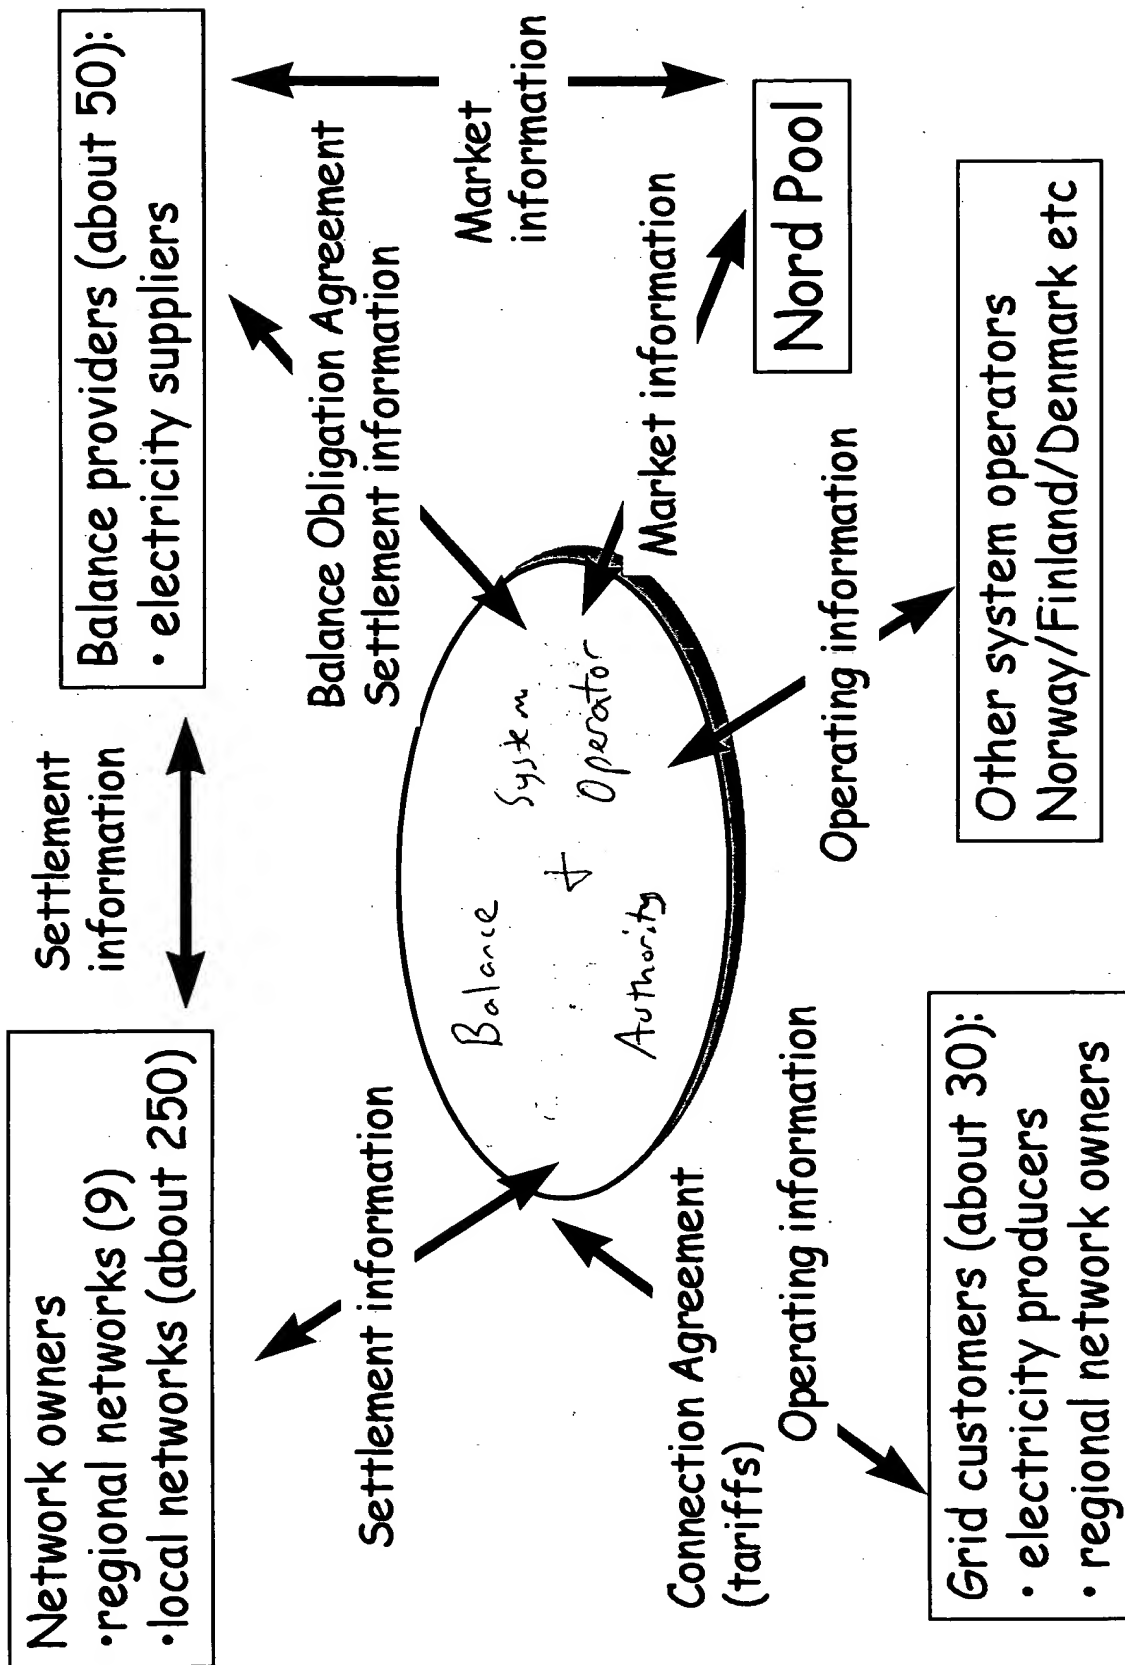 Network owners
•regional networks (9)
•local networks (about 250)
Settlement
information
Balance providers (about 50):
• electricity suppliers
Settlement information
Balance Obligation Agreement
Settlement information
Market
information
Balance
System
+
Authority
Operator
Market information
Nord Pool
Connection Agreement
(tariffs)
Operating information
Operating information
Grid customers (about 30):
• electricity producers
• regional network owners
Other system operators
Norway/Finland/Denmark etc